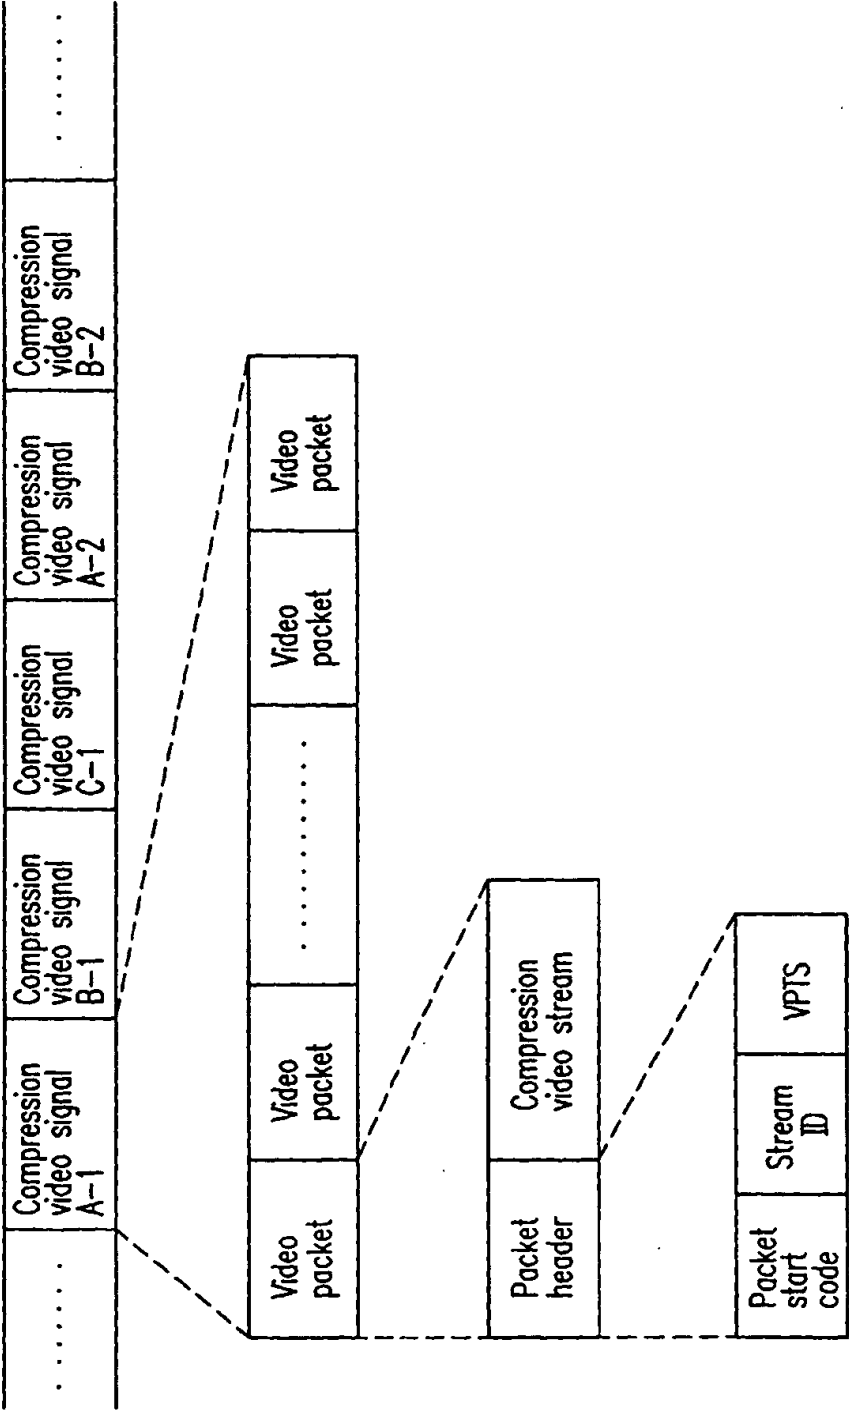 . . . . . .
Compression
video signal
A-1
Compression
video signal
B-1
Compression
video signal
C-1
Compression
video signal
A-2
Compression
video signal
B-2
. . . . . .
Video
packet
Video
packet
. . . . . . . . . .
Video
packet
Video
packet
Packet
header
Compression
video stream
Packet
start
code
Stream
ID
VPTS